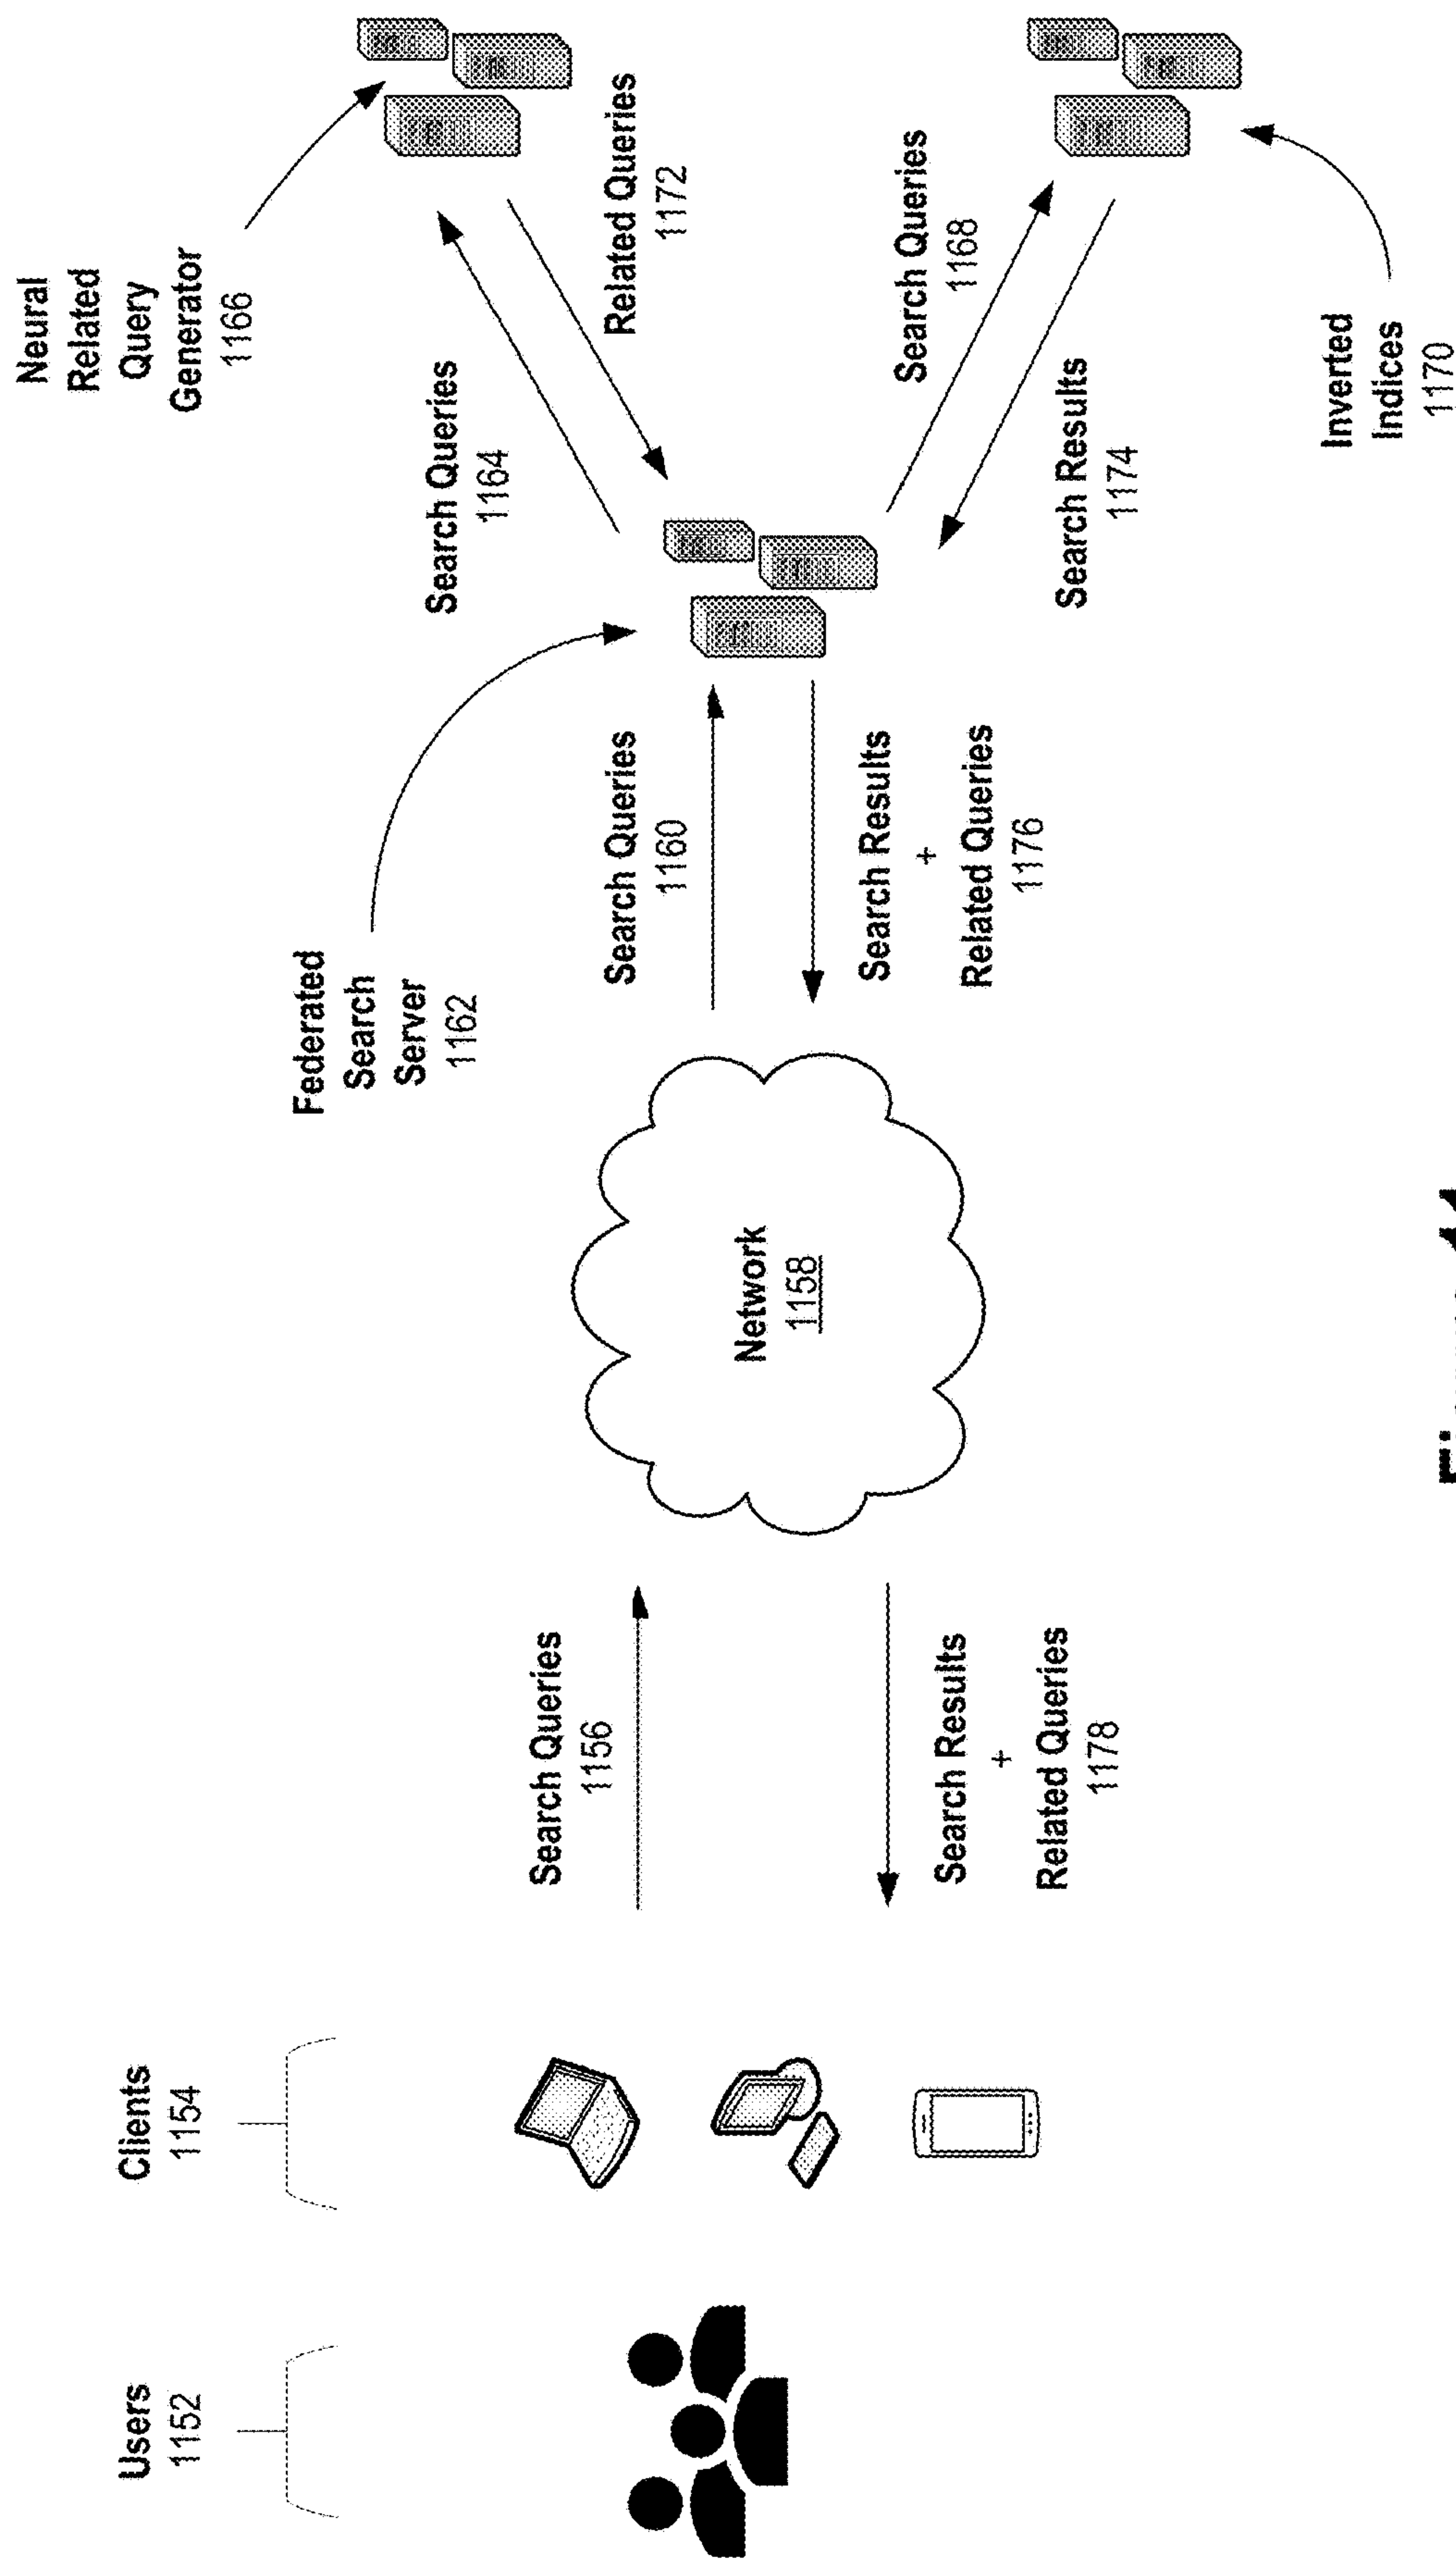 Users
1152
Clients
1154
Search Queries
1156
Search Results
+
Related Queries
1178
Network
1158
Federated
Search
Server
1162
Search Queries
1160
Search Results
+
Related Queries
1176
Neural
Related
Query
Generator
1166
Search Queries
1164
Related Queries
1172
Search Queries
1168
Search Results
1174
Inverted
Indices
1170